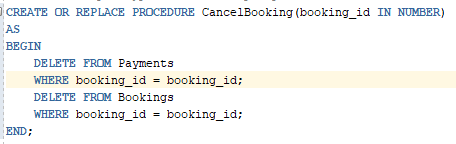 CREATE OR REPLACE PROCEDURE CancelBooking(booking_id IN NUMBER)
AS
BEGIN
    DELETE FROM Payments
    WHERE booking_id = booking_id;
    DELETE FROM Bookings
    WHERE booking_id = booking_id;
END;